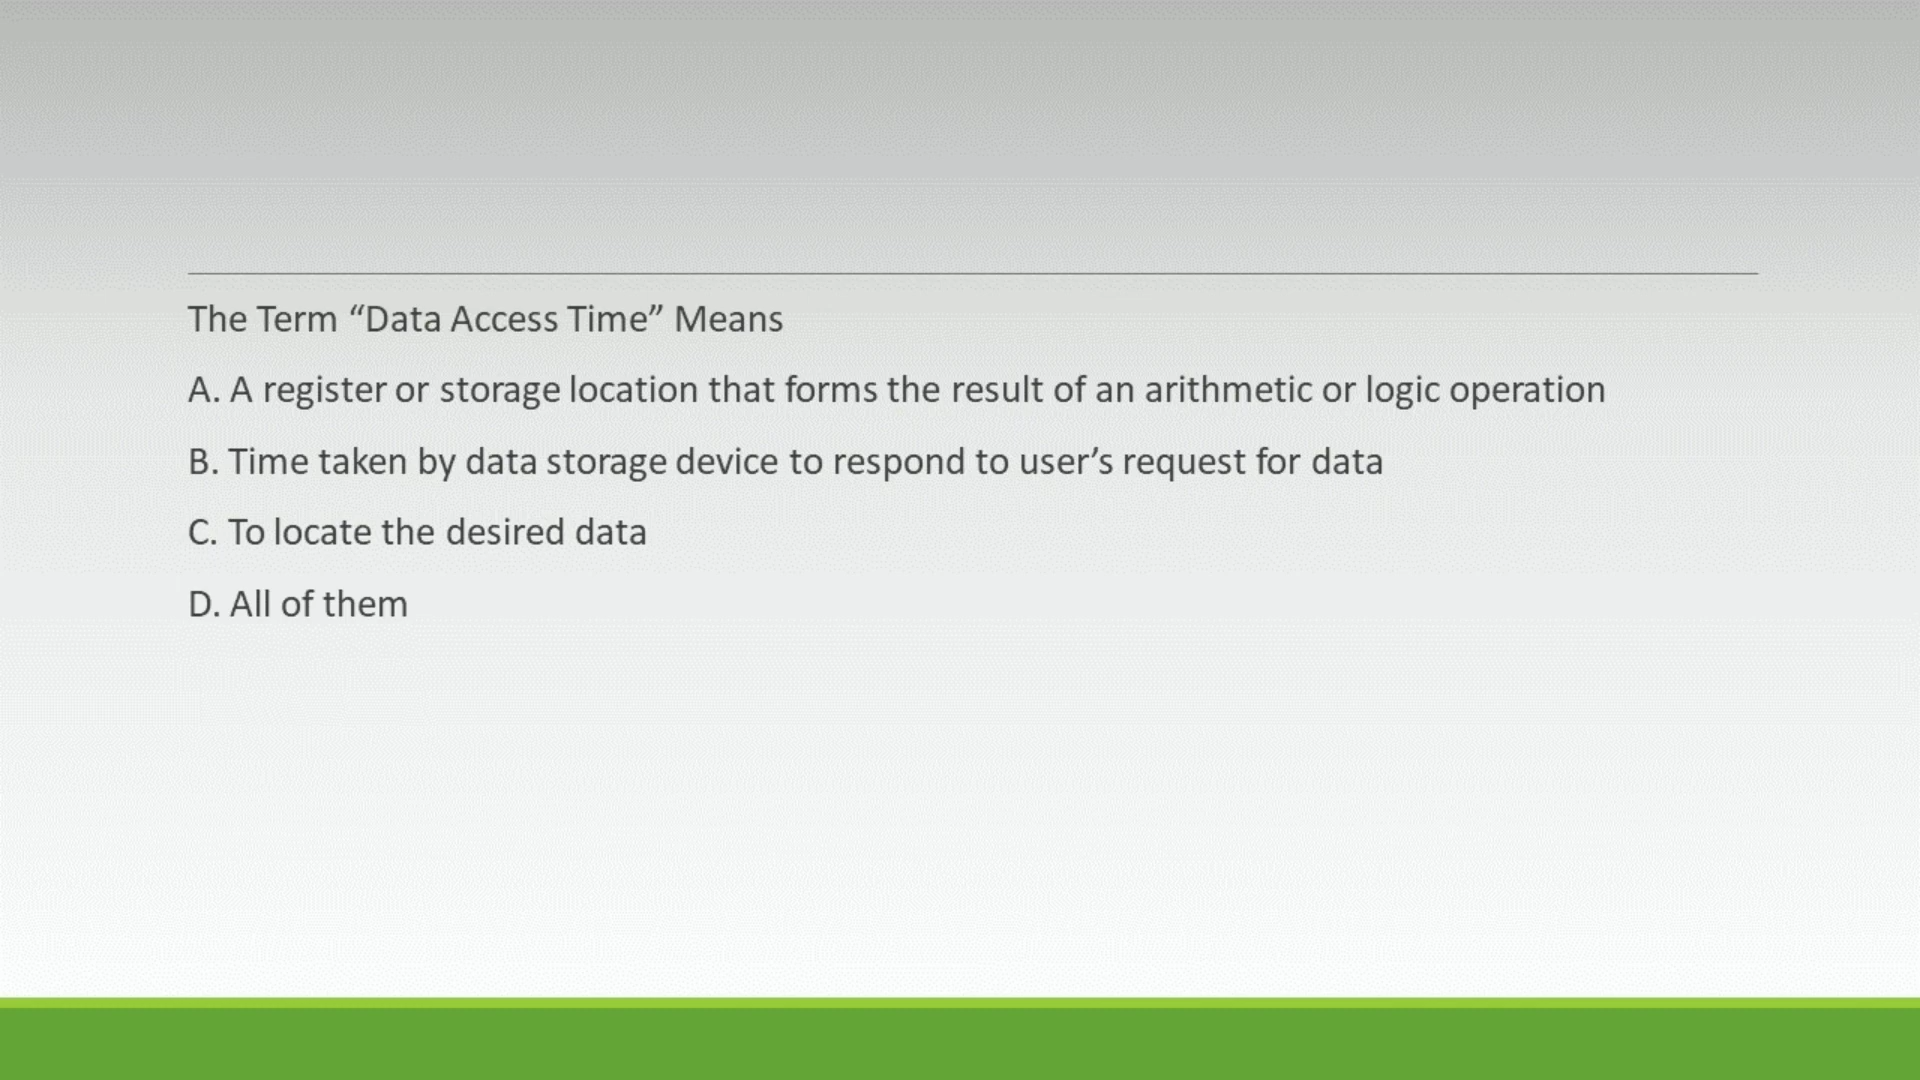 The Term “Data Access Time” Means
A. A register or storage location that forms the result of an arithmetic or logic operation
B. Time taken by data storage device to respond to user’s request for data
C. To locate the desired data
D. All of them